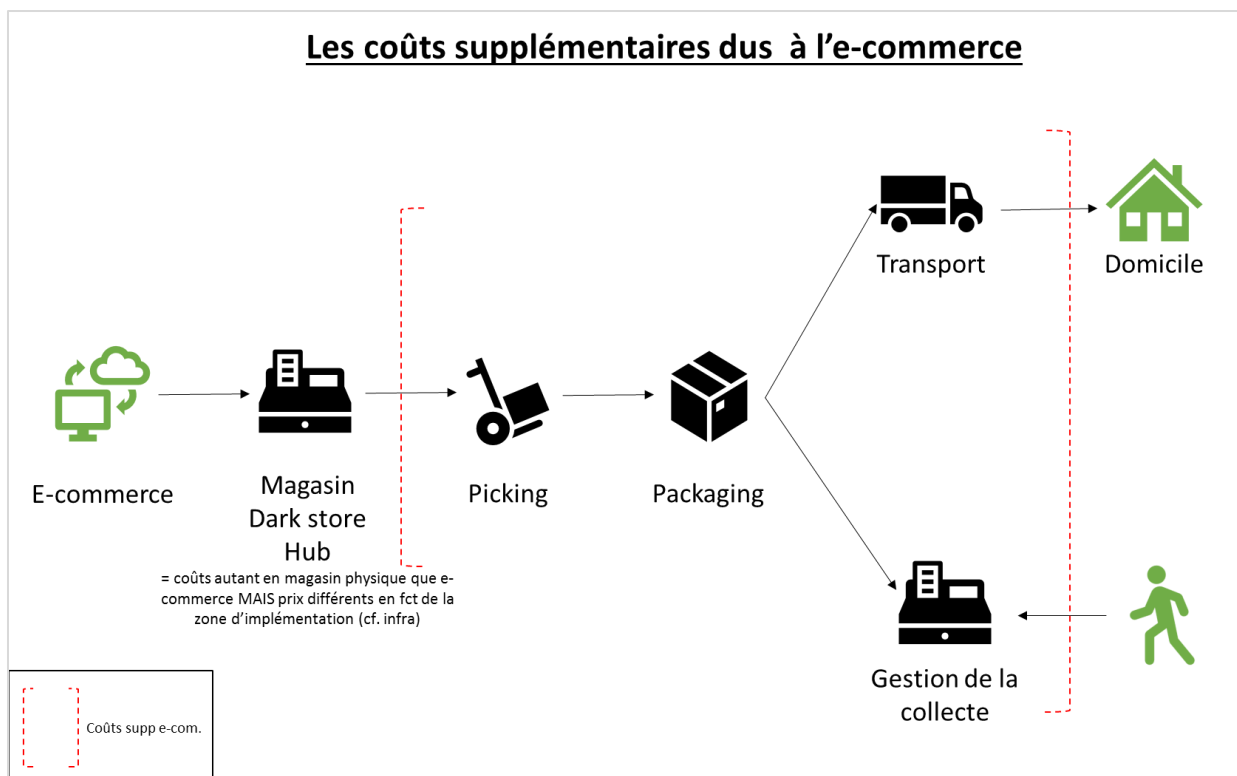 Les coûts supplémentaires dus à l'e-commerce
Transport
Domicile
E-commerce
Magasin
Dark store
Hub
= coûts autant en magasin physique que e-
commerce MAIS prix différents en fct de la
zone d'implémentation (cf. infra)
Picking
Packaging
Gestion de la
collecte
Coûts supp e-com.